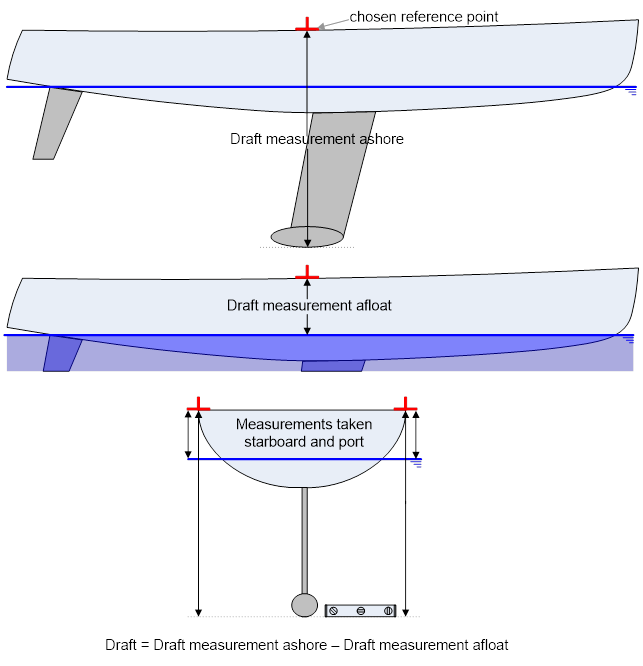 chosen reference point
Draft measurement ashore
Draft measurement afloat
Measurements taken
starboard and port
Draft = Draft measurement ashore – Draft measurement afloat